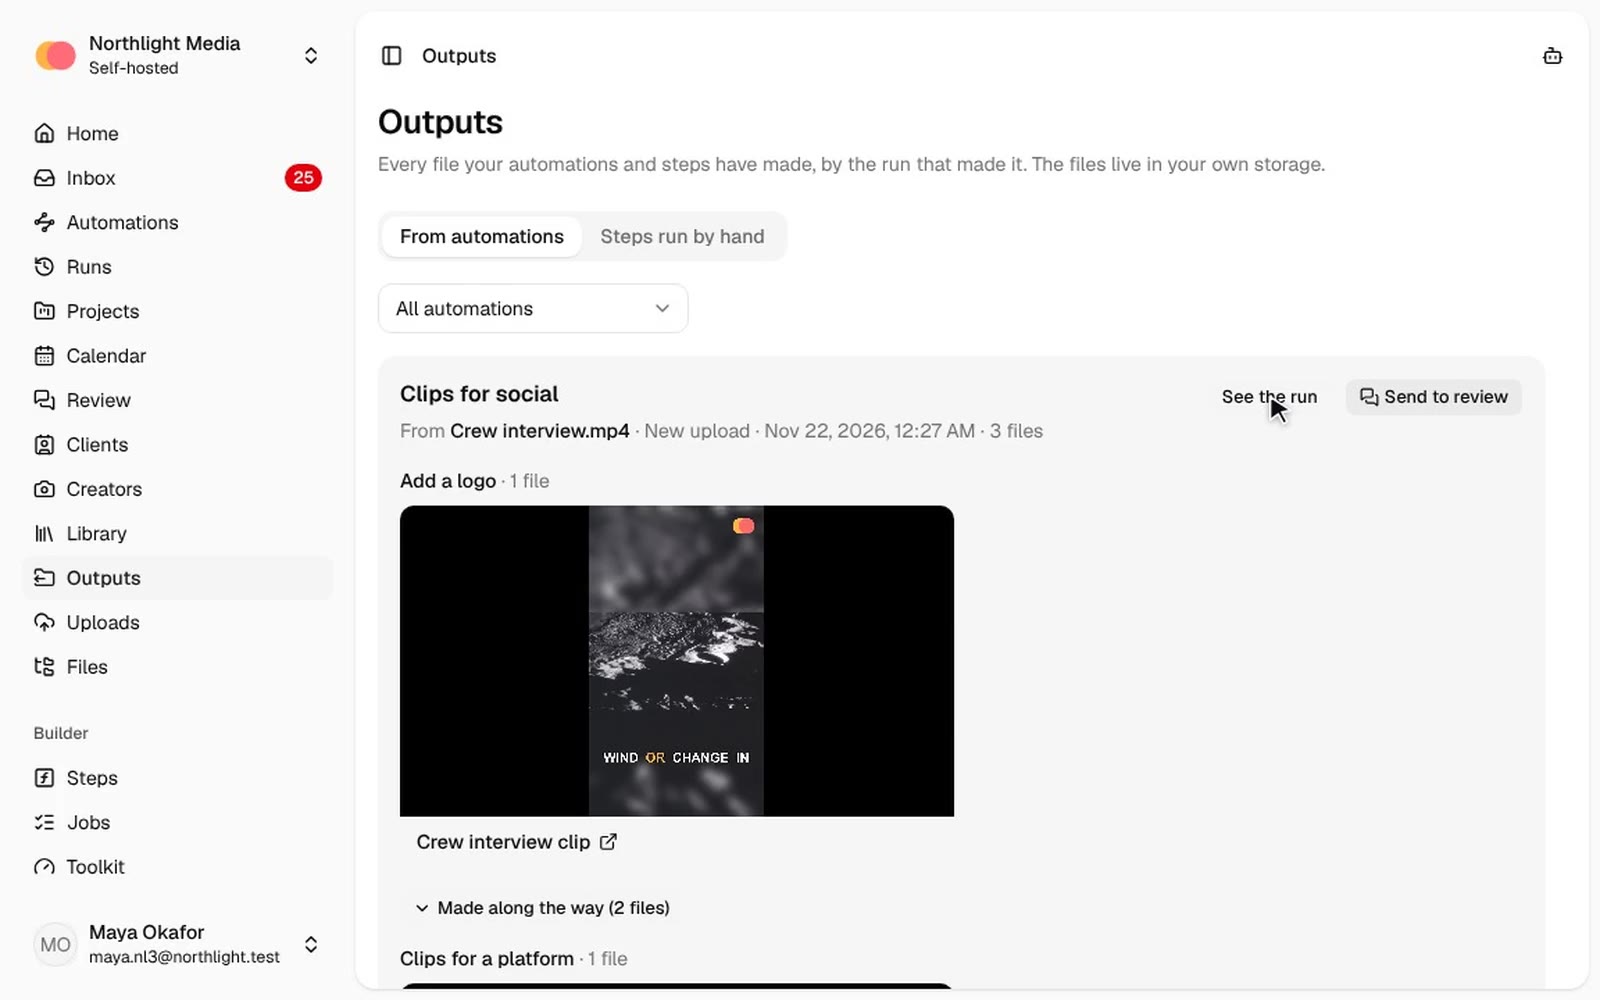 Northlight Media
Self-hosted
Home
Inbox
25
Automations
Runs
Projects
Calendar
Review
Clients
Creators
Library
Outputs
Uploads
Files
Builder
Steps
Jobs
Toolkit
MO
Maya Okafor
maya.nl3@northlight.test
Outputs
Outputs
Every file your automations and steps have made, by the run that made it. The files live in your own storage.
From automations
Steps run by hand
All automations
Clips for social
See the run
Send to review
From Crew interview.mp4 · New upload · Nov 22, 2026, 12:27 AM · 3 files
Add a logo · 1 file
WIND OR CHANGE IN
Crew interview clip
Made along the way (2 files)
Clips for a platform · 1 file